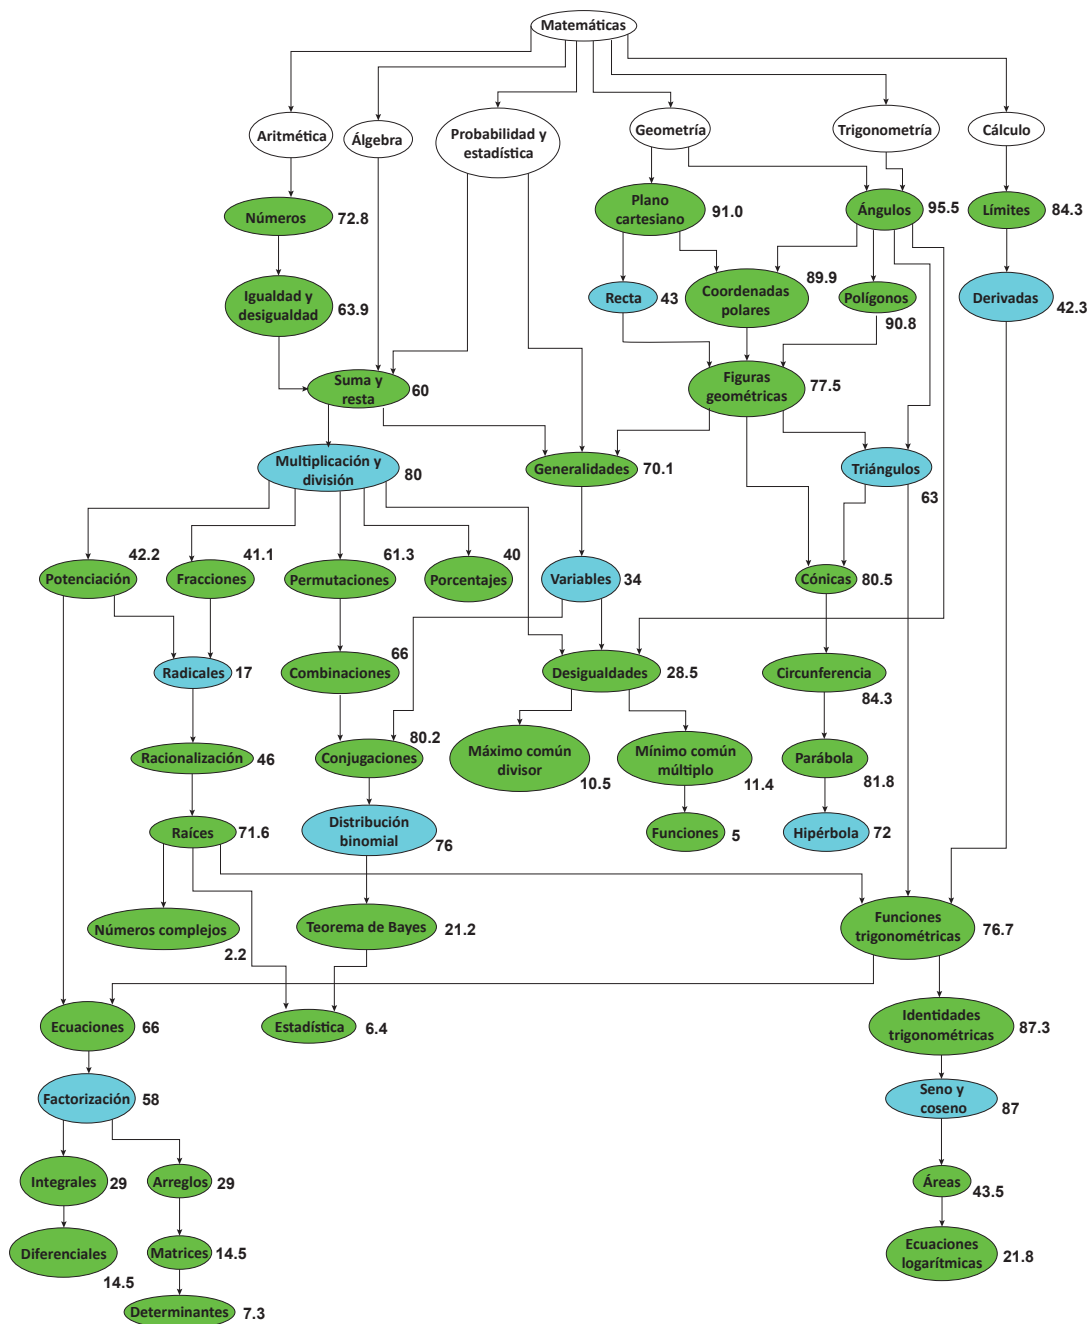 Matemáticas
Aritmética
Álgebra
Probabilidad y
estadística
Geometría
Trigonometría
Cálculo
Números
72.8
Plano
cartesiano
91.0
Ángulos
95.5
Límites
84.3
Igualdad y
desigualdad
63.9
Recta
43
Coordenadas
polares
89.9
Polígonos
90.8
Derivadas
42.3
Suma y
resta
60
Figuras
geométricas
77.5
Multiplicación y
división
80
Generalidades
70.1
Triángulos
63
Potenciación
42.2
Fracciones
41.1
Permutaciones
61.3
Porcentajes
40
Variables
34
Cónicas
80.5
Radicales
17
Combinaciones
66
Desigualdades
28.5
Circunferencia
84.3
Racionalización
46
Conjugaciones
80.2
Máximo común
divisor
10.5
Mínimo común
múltiplo
11.4
Parábola
81.8
Raíces
71.6
Distribución
binomial
76
Funciones
5
Hipérbola
72
Números complejos
2.2
Teorema de Bayes
21.2
Funciones
trigonométricas
76.7
Ecuaciones
66
Estadística
6.4
Identidades
trigonométricas
87.3
Factorización
58
Seno y
coseno
87
Integrales
29
Arreglos
29
Áreas
43.5
Diferenciales
14.5
Matrices
14.5
Ecuaciones
logarítmicas
21.8
Determinantes
7.3